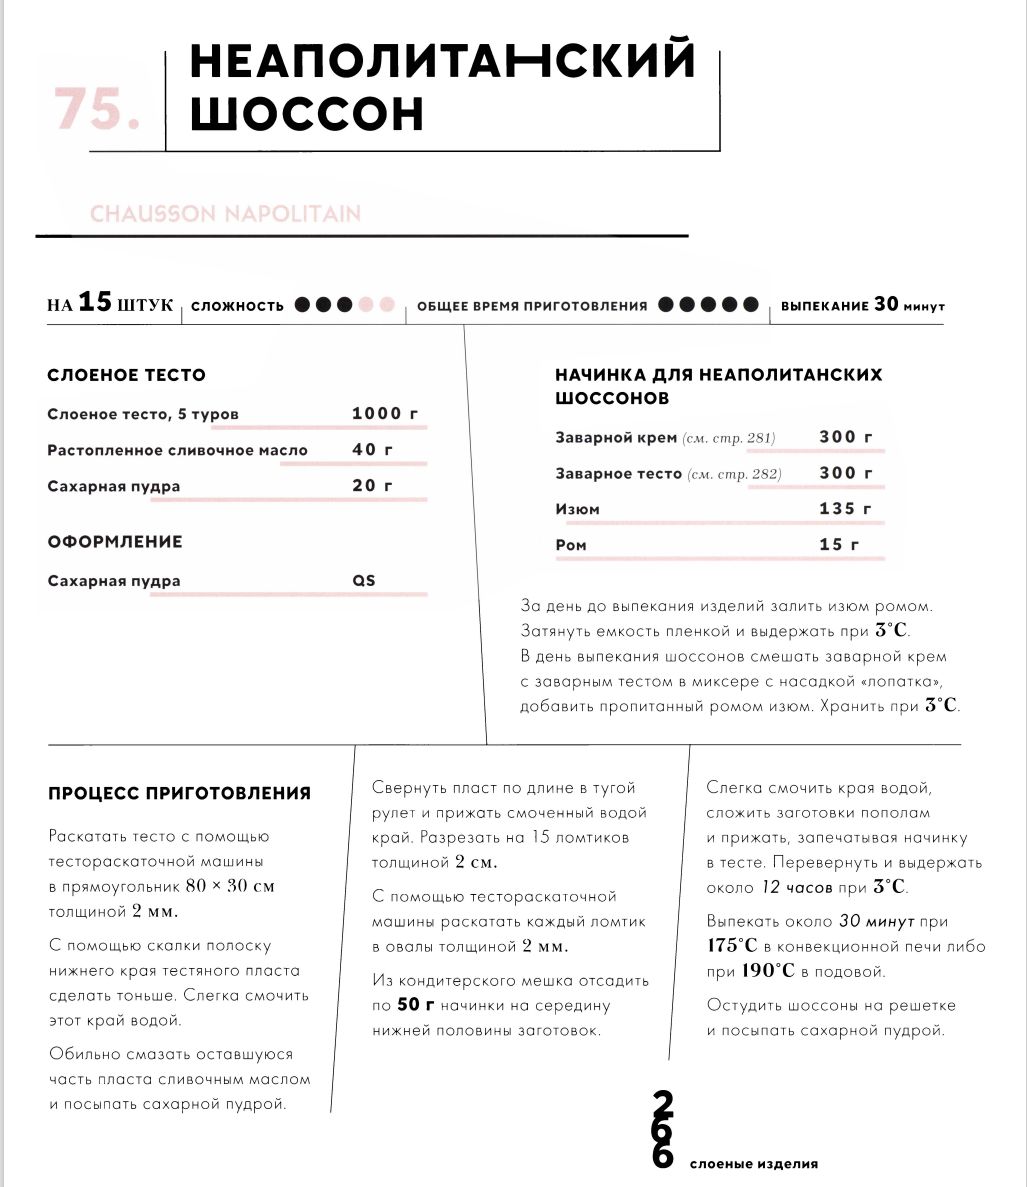 75.
НЕАПОЛИТАНСКИЙ
ШОССОН
CHAUSSON NAPOLITAIN
НА 15 ШТУК СЛОЖНОСТЬ ОБЩЕЕ ВРЕМЯ ПРИГОТОВЛЕНИЯ ВЫПЕКАНИЕ 30 минут
СЛОЕНОЕ ТЕСТО
Слоеное тесто, 5 туров 1000 г
Растопленное сливочное масло 40 г
Сахарная пудра 20 г
ОФОРМЛЕНИЕ
Сахарная пудра QS
НАЧИНКА ДЛЯ НЕАПОЛИТАНСКИХ
ШОССОНОВ
Заварной крем (см. стр. 281) 300 г
Заварное тесто (см. стр. 282) 300 г
Изюм 135 г
Ром 15 г
За день до выпекания изделий залить изюм ромом.
Затянуть емкость пленкой и выдержать при 3°C.
В день выпекания шоссонов смешать заварной крем
с заварным тестом в миксере с насадкой «лопатка»,
добавить пропитанный ромом изюм. Хранить при 3°C.
ПРОЦЕСС ПРИГОТОВЛЕНИЯ
Раскатать тесто с помощью
тестораскаточной машины
в прямоугольник 80 × 30 см
толщиной 2 мм.
С помощью скалки полоску
нижнего края тестяного пласта
сделать тоньше. Слегка смочить
этот край водой.
Обильно смазать оставшуюся
часть пласта сливочным маслом
и посыпать сахарной пудрой.
Свернуть пласт по длине в тугой
рулет и прижать смоченный водой
край. Разрезать на 15 ломтиков
толщиной 2 см.
С помощью тестораскаточной
машины раскатать каждый ломтик
в овалы толщиной 2 мм.
Из кондитерского мешка отсадить
по 50 г начинки на середину
нижней половины заготовок.
Слегка смочить края водой,
сложить заготовки пополам
и прижать, запечатывая начинку
в тесте. Перевернуть и выдержать
около 12 часов при 3°C.
Выпекать около 30 минут при
175°C в конвекционной печи либо
при 190°C в подовой.
Остудить шоссоны на решетке
и посыпать сахарной пудрой.
266
слоеные изделия